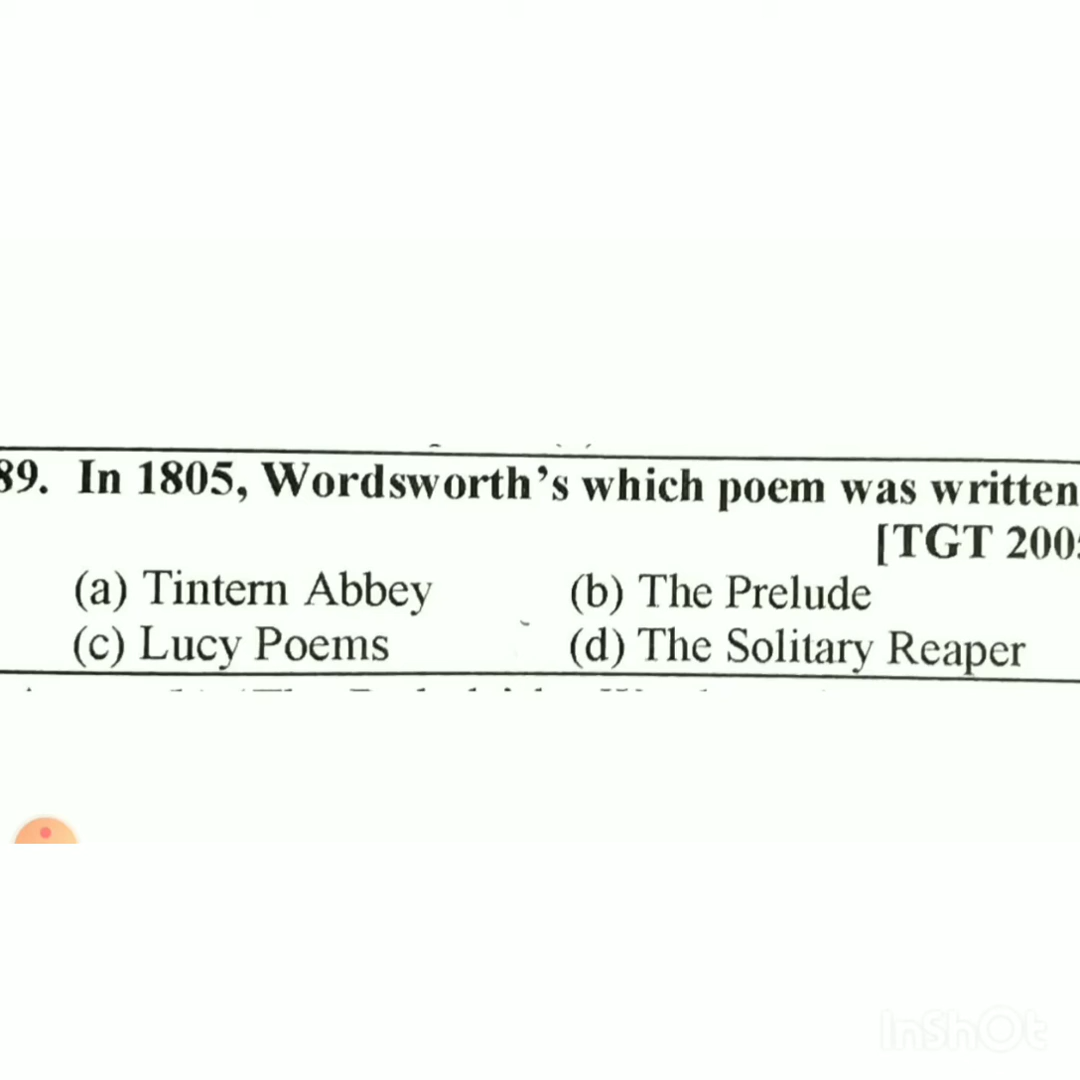 39. In 1805, Wordsworth’s which poem was written
[TGT 200
(a) Tintern Abbey (b) The Prelude
(c) Lucy Poems (d) The Solitary Reaper
InShOt